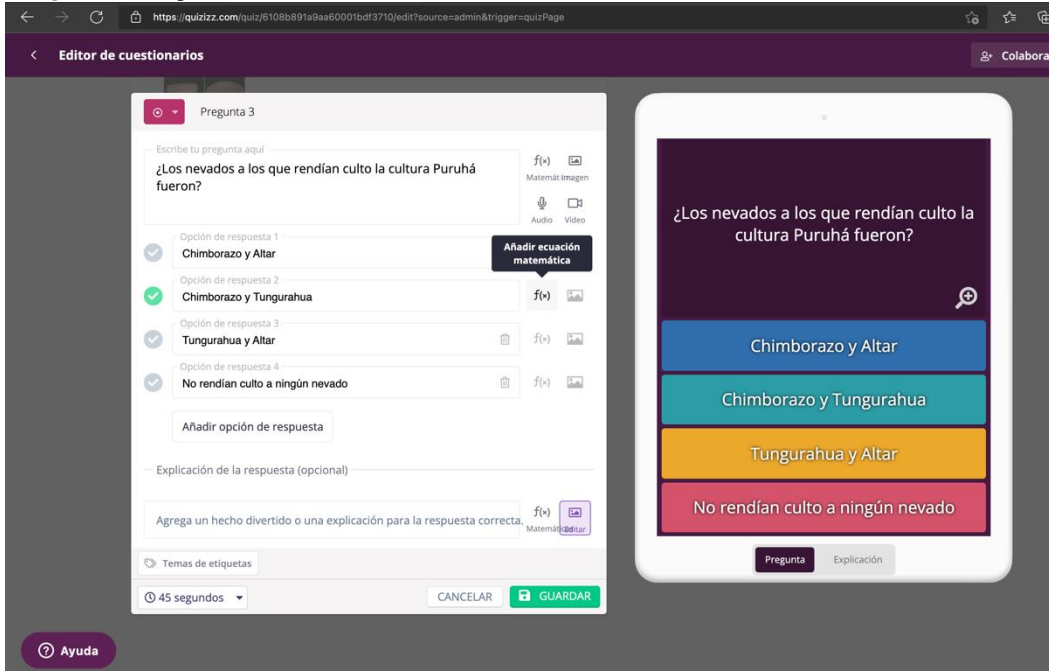 https://quizizz.com/quiz/6108b891a9aa60001bdf3710/edit?source=admin&trigger=quizPage
Editor de cuestionarios
Colabora
Pregunta 3
Escribe tu pregunta aquí
¿Los nevados a los que rendían culto la cultura Puruhá
fueron?
f(x)
Matemáti Imagen
Audio Vídeo
Opción de respuesta 1
Chimborazo y Altar
Añadir ecuación
matemática
Opción de respuesta 2
Chimborazo y Tungurahua
f(x)
Opción de respuesta 3
Tungurahua y Altar
f(x)
Opción de respuesta 4
No rendían culto a ningún nevado
f(x)
Añadir opción de respuesta
Explicación de la respuesta (opcional)
Agrega un hecho divertido o una explicación para la respuesta correcta.
f(x)
Editar
Temas de etiquetas
45 segundos
CANCELAR
GUARDAR
Ayuda
¿Los nevados a los que rendían culto la
cultura Puruhá fueron?
Chimborazo y Altar
Chimborazo y Tungurahua
Tungurahua y Altar
No rendían culto a ningún nevado
Pregunta Explicación